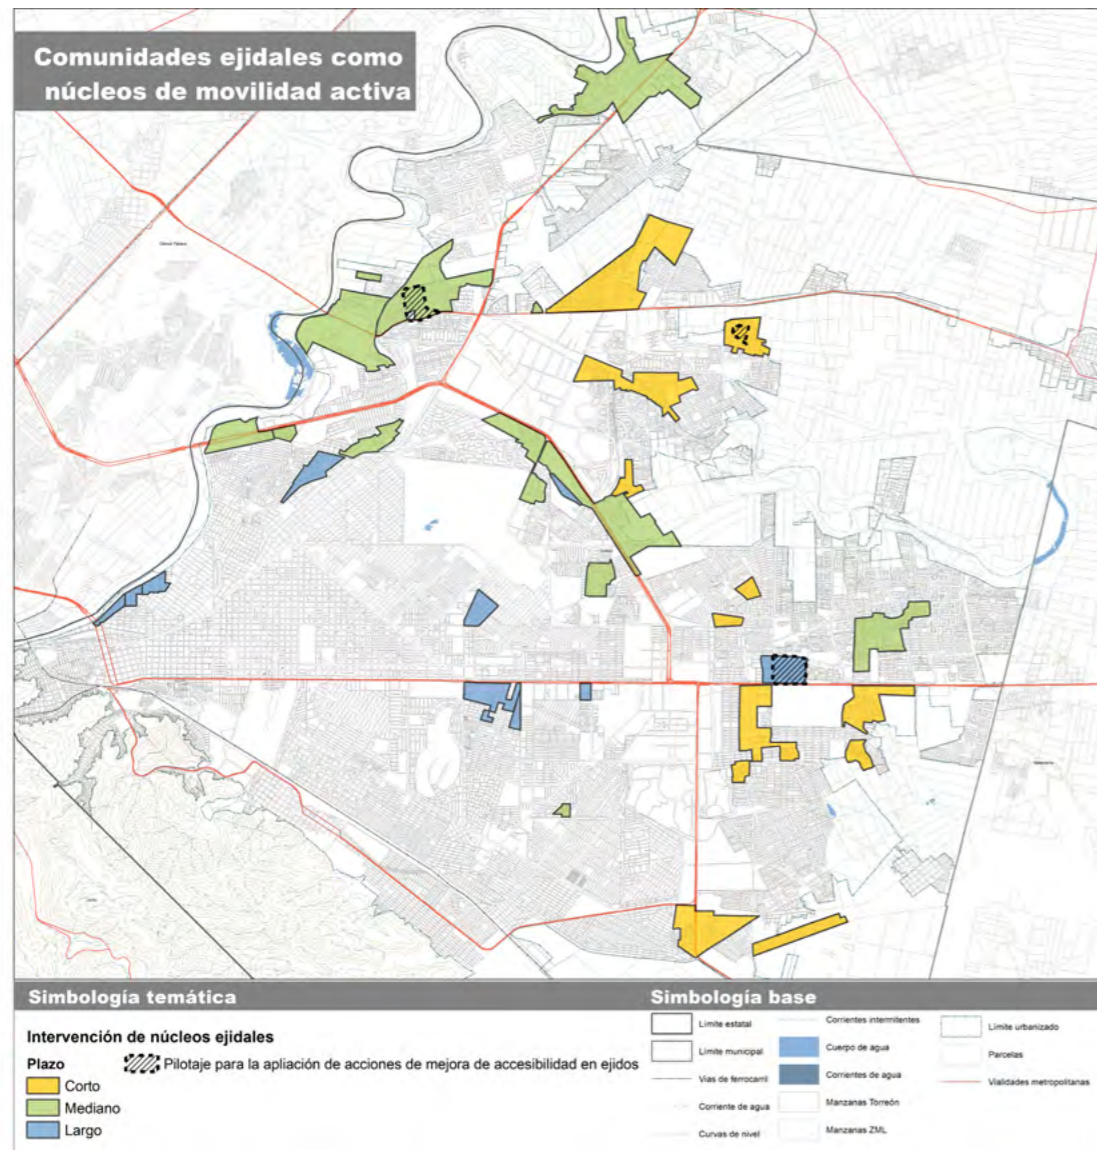 Comunidades ejidales como
núcleos de movilidad activa
Simbología temática
Intervención de núcleos ejidales
Plazo
Pilotaje para la apliación de acciones de mejora de accesibilidad en ejidos
Corto
Mediano
Largo
Simbología base
Límite estatal
Límite municipal
Vías de ferrocarril
Corriente de agua
Curvas de nivel
Corrientes intermitentes
Cuerpo de agua
Corrientes de agua
Manzanas Torreón
Manzanas ZML
Límite urbanizado
Parcelas
Vialidades metropolitanas